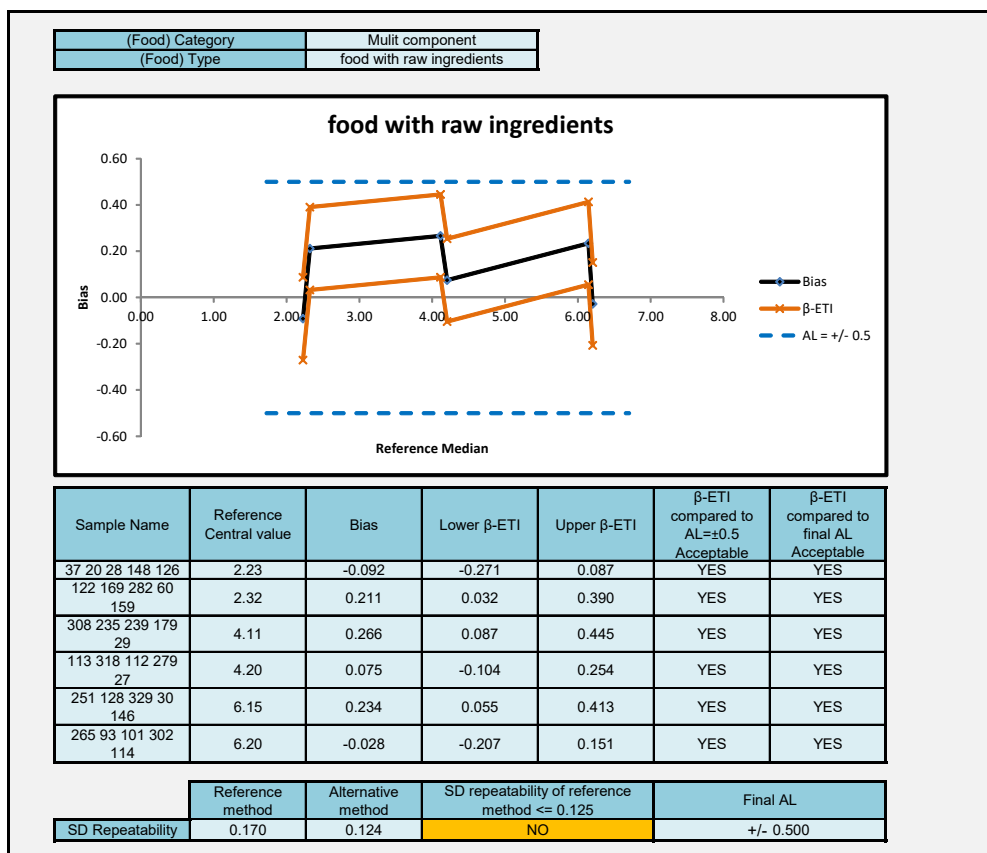 (Food) Category Mulit component
(Food) Type food with raw ingredients
food with raw ingredients
0.60
0.40
0.20
0.00
-0.20
-0.40
-0.60
0.00 1.00 2.00 3.00 4.00 5.00 6.00 7.00 8.00
Bias
Reference Median
Bias
β-ETI
AL = +/- 0.5
Sample Name Reference Central value Bias Lower β-ETI Upper β-ETI β-ETI compared to AL=±0.5 Acceptable β-ETI compared to final AL Acceptable
37 20 28 148 126 2.23 -0.092 -0.271 0.087 YES YES
122 169 282 60 159 2.32 0.211 0.032 0.390 YES YES
308 235 239 179 29 4.11 0.266 0.087 0.445 YES YES
113 318 112 279 27 4.20 0.075 -0.104 0.254 YES YES
251 128 329 30 146 6.15 0.234 0.055 0.413 YES YES
265 93 101 302 114 6.20 -0.028 -0.207 0.151 YES YES
Reference method Alternative method SD repeatability of reference method <= 0.125 Final AL
SD Repeatability 0.170 0.124 NO +/- 0.500